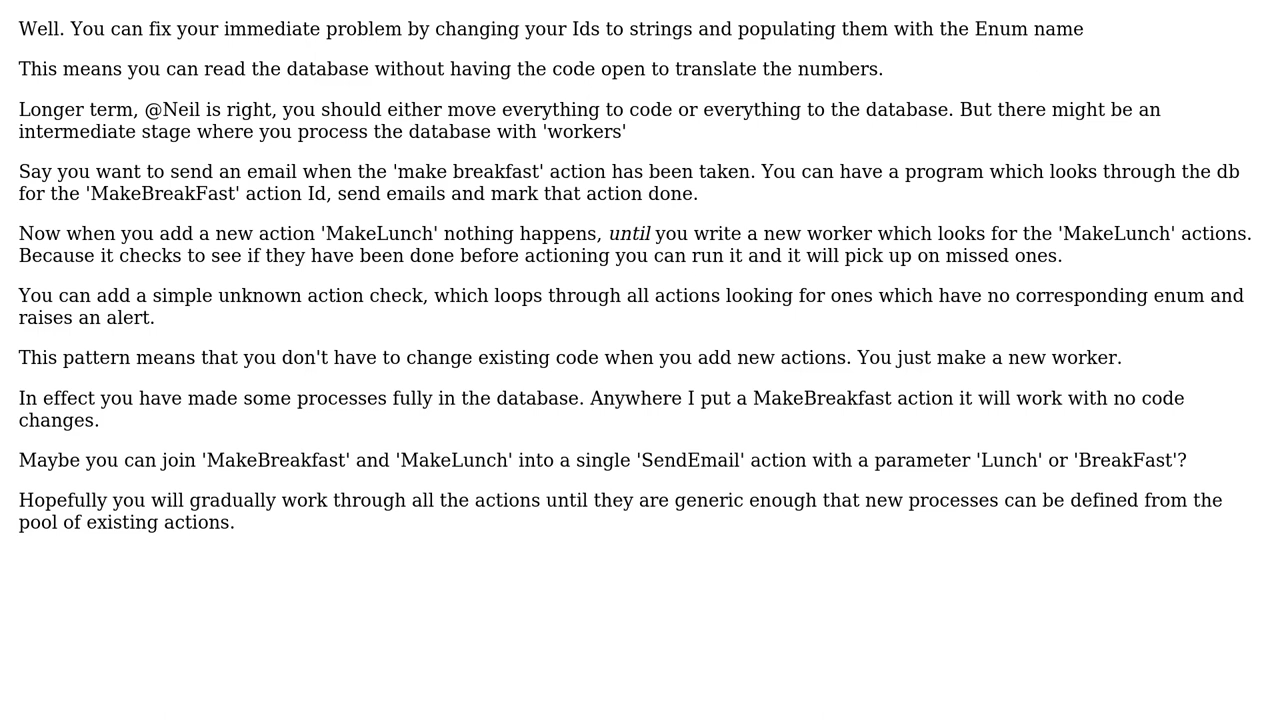 Well. You can fix your immediate problem by changing your Ids to strings and populating them with the Enum name
This means you can read the database without having the code open to translate the numbers.
Longer term, @Neil is right, you should either move everything to code or everything to the database. But there might be an
intermediate stage where you process the database with 'workers'
Say you want to send an email when the 'make breakfast' action has been taken. You can have a program which looks through the db
for the 'MakeBreakFast' action Id, send emails and mark that action done.
Now when you add a new action 'MakeLunch' nothing happens, until you write a new worker which looks for the 'MakeLunch' actions.
Because it checks to see if they have been done before actioning you can run it and it will pick up on missed ones.
You can add a simple unknown action check, which loops through all actions looking for ones which have no corresponding enum and
raises an alert.
This pattern means that you don't have to change existing code when you add new actions. You just make a new worker.
In effect you have made some processes fully in the database. Anywhere I put a MakeBreakfast action it will work with no code
changes.
Maybe you can join 'MakeBreakfast' and 'MakeLunch' into a single 'SendEmail' action with a parameter 'Lunch' or 'BreakFast'?
Hopefully you will gradually work through all the actions until they are generic enough that new processes can be defined from the
pool of existing actions.